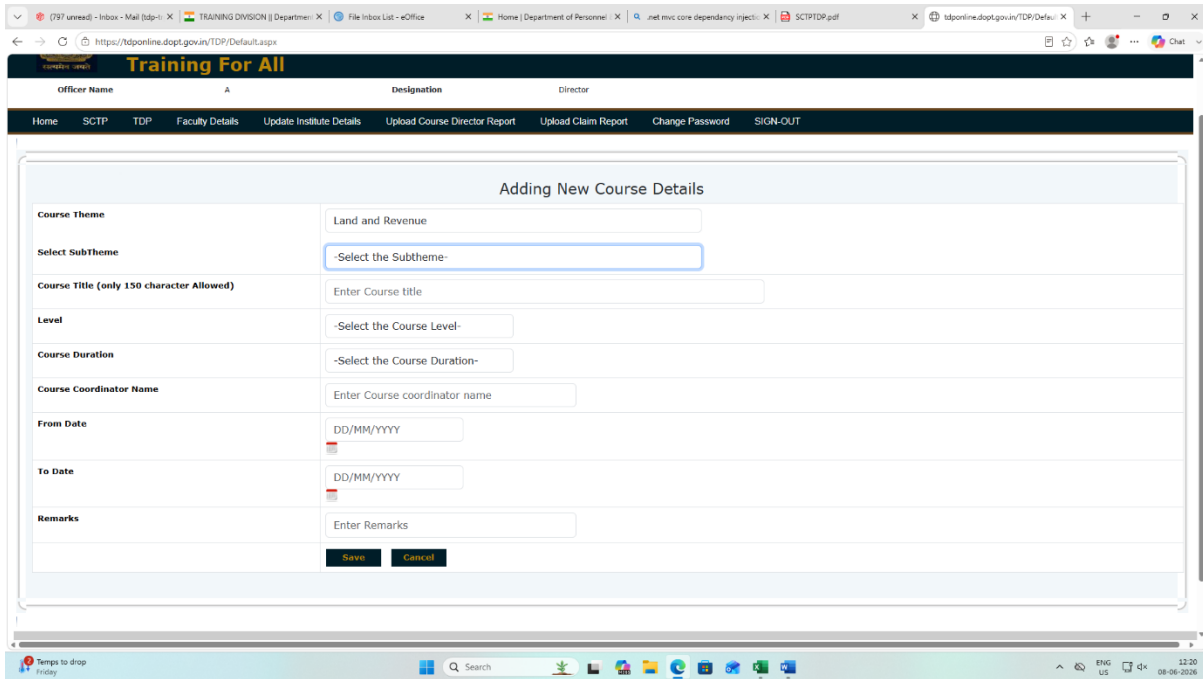 (797 unread) - Inbox - Mail (tdp-tr
TRAINING DIVISION || Department
File Inbox List - eOffice
Home | Department of Personnel &
.net mvc core dependancy injectio
SCTPTDP.pdf
tdponline.dopt.gov.in/TDP/Defaul
https://tdponline.dopt.gov.in/TDP/Default.aspx
Chat
सत्यमेव जयते
Training For All
Officer Name A Designation Director
Home SCTP TDP Faculty Details Update Institute Details Upload Course Director Report Upload Claim Report Change Password SIGN-OUT
Adding New Course Details
Course Theme Land and Revenue
Select SubTheme -Select the Subtheme-
Course Title (only 150 character Allowed) Enter Course title
Level -Select the Course Level-
Course Duration -Select the Course Duration-
Course Coordinator Name Enter Course coordinator name
From Date DD/MM/YYYY
To Date DD/MM/YYYY
Remarks Enter Remarks
Save Cancel
2 Temps to drop
Friday
Search
ENG
US
12:20
08-06-2026